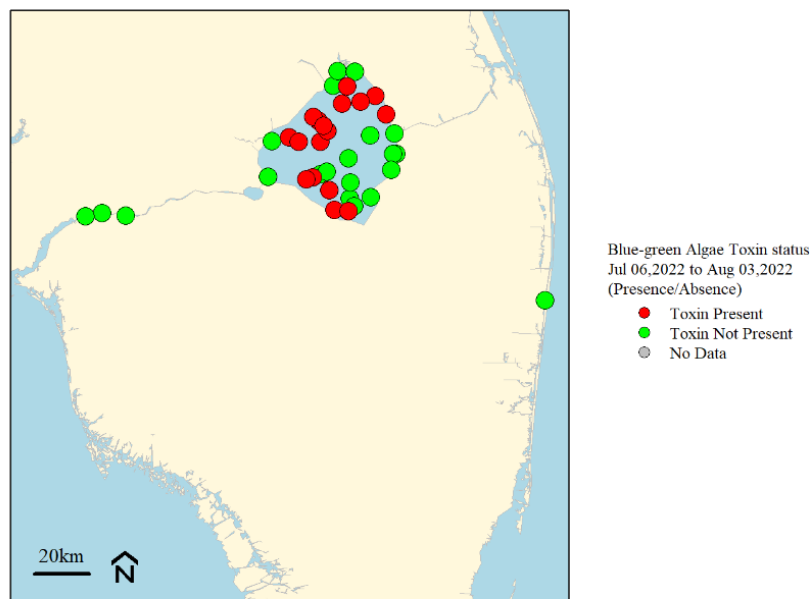 Blue-green Algae Toxin status
Jul 06,2022 to Aug 03,2022
(Presence/Absence)
Toxin Present
Toxin Not Present
No Data
20km
N